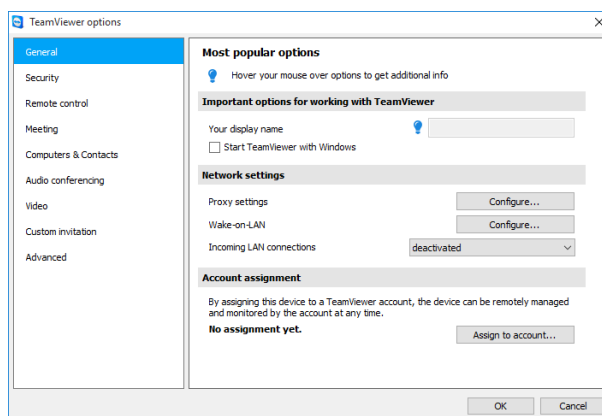 TeamViewer options
General
Security
Remote control
Meeting
Computers & Contacts
Audio conferencing
Video
Custom invitation
Advanced
Most popular options
Hover your mouse over options to get additional info
Important options for working with TeamViewer
Your display name
Start TeamViewer with Windows
Network settings
Proxy settings
Configure...
Wake-on-LAN
Configure...
Incoming LAN connections
deactivated
Account assignment
By assigning this device to a TeamViewer account, the device can be remotely managed
and monitored by the account at any time.
No assignment yet.
Assign to account...
OK
Cancel